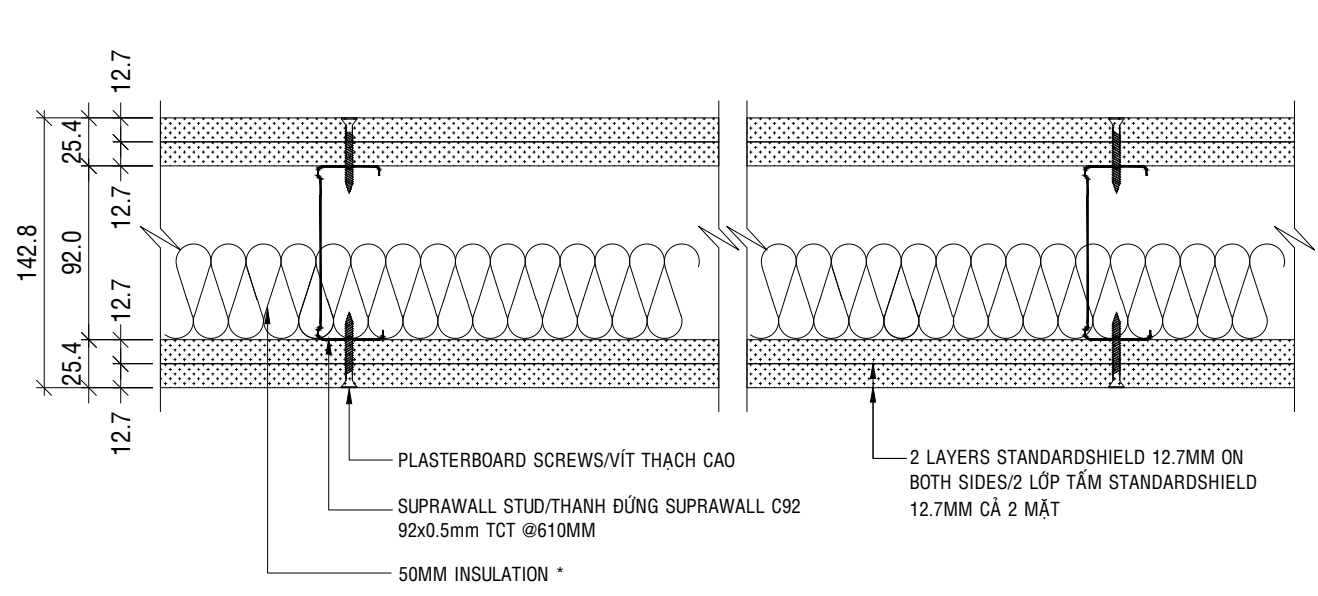 12.7
25.4
12.7
142.8
92.0
12.7
25.4
12.7
PLASTERBOARD SCREWS/VÍT THẠCH CAO
SUPRAWALL STUD/THANH ĐỨNG SUPRAWALL C92
92x0.5mm TCT @610MM
50MM INSULATION *
2 LAYERS STANDARDSHIELD 12.7MM ON
BOTH SIDES/2 LỚP TẤM STANDARDSHIELD
12.7MM CẢ 2 MẶT